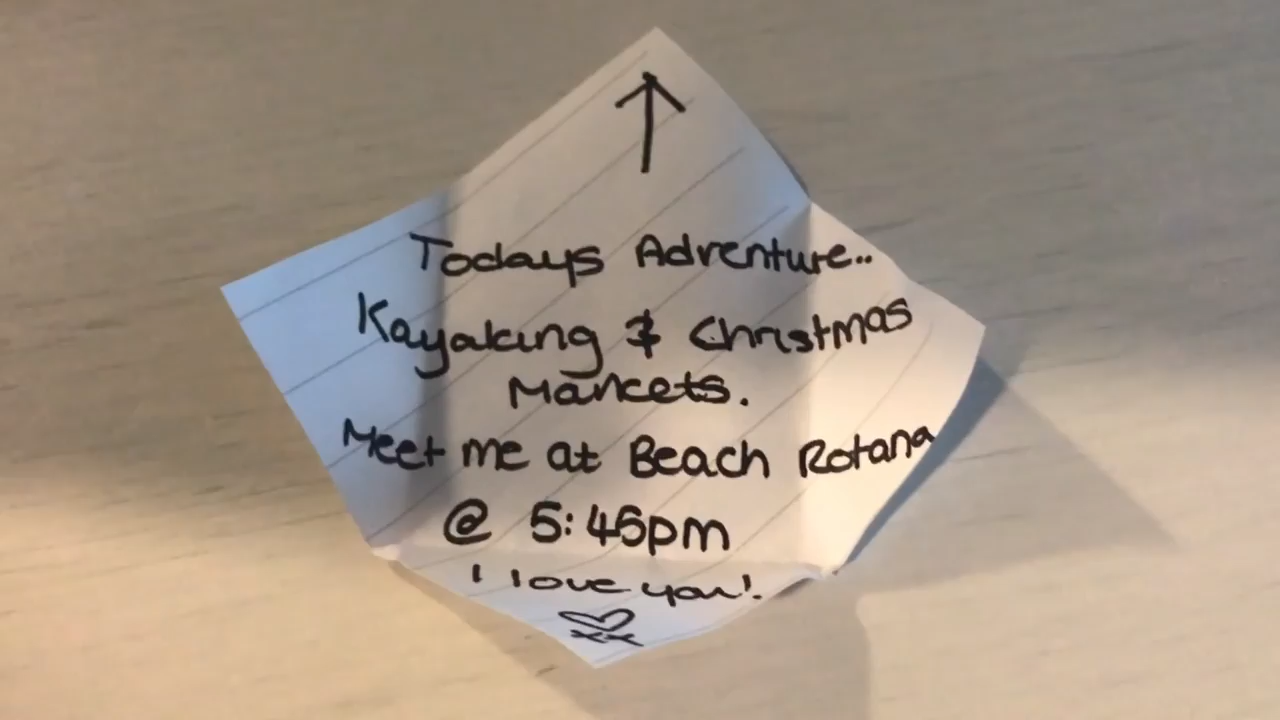 Todays Adventure..
Kayaking & Christmas
Markets.
Meet me at Beach Rotana
@ 5:45pm
I love you!
xx